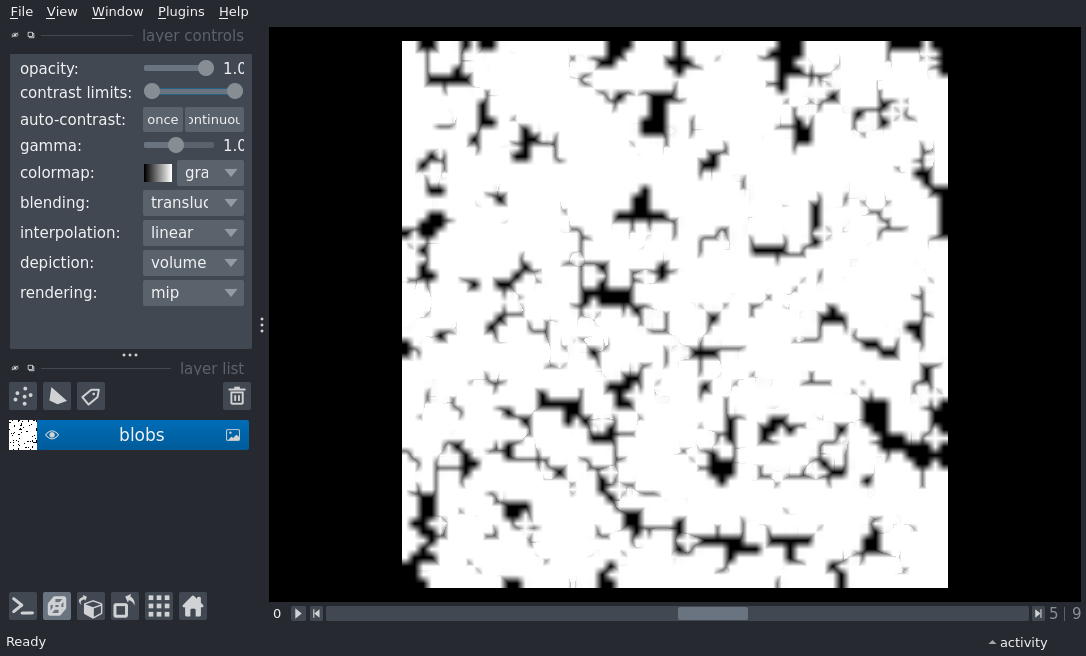 File View Window Plugins Help
layer controls
opacity: 1.0
contrast limits:
auto-contrast: once ontinuou
gamma: 1.0
colormap: gra
blending: transluc
interpolation: linear
depiction: volume
rendering: mip
layer list
blobs
0 5 | 9
Ready activity